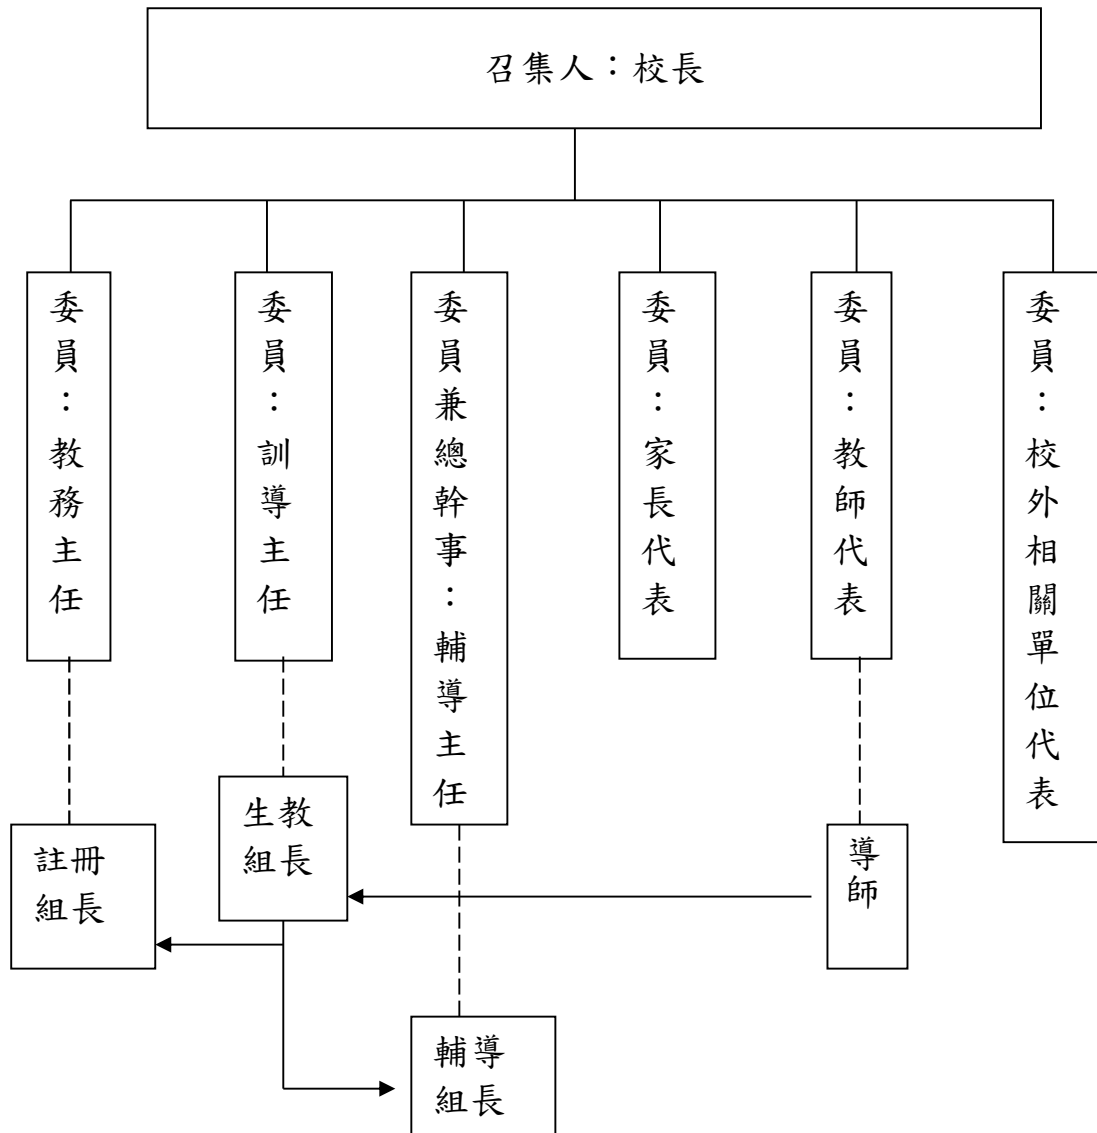 召集人：校長
委員：教務主任
委員：訓導主任
委員兼總幹事：輔導主任
委員：家長代表
委員：教師代表
委員：校外相關單位代表
生教
組長
註冊
組長
導師
輔導
組長